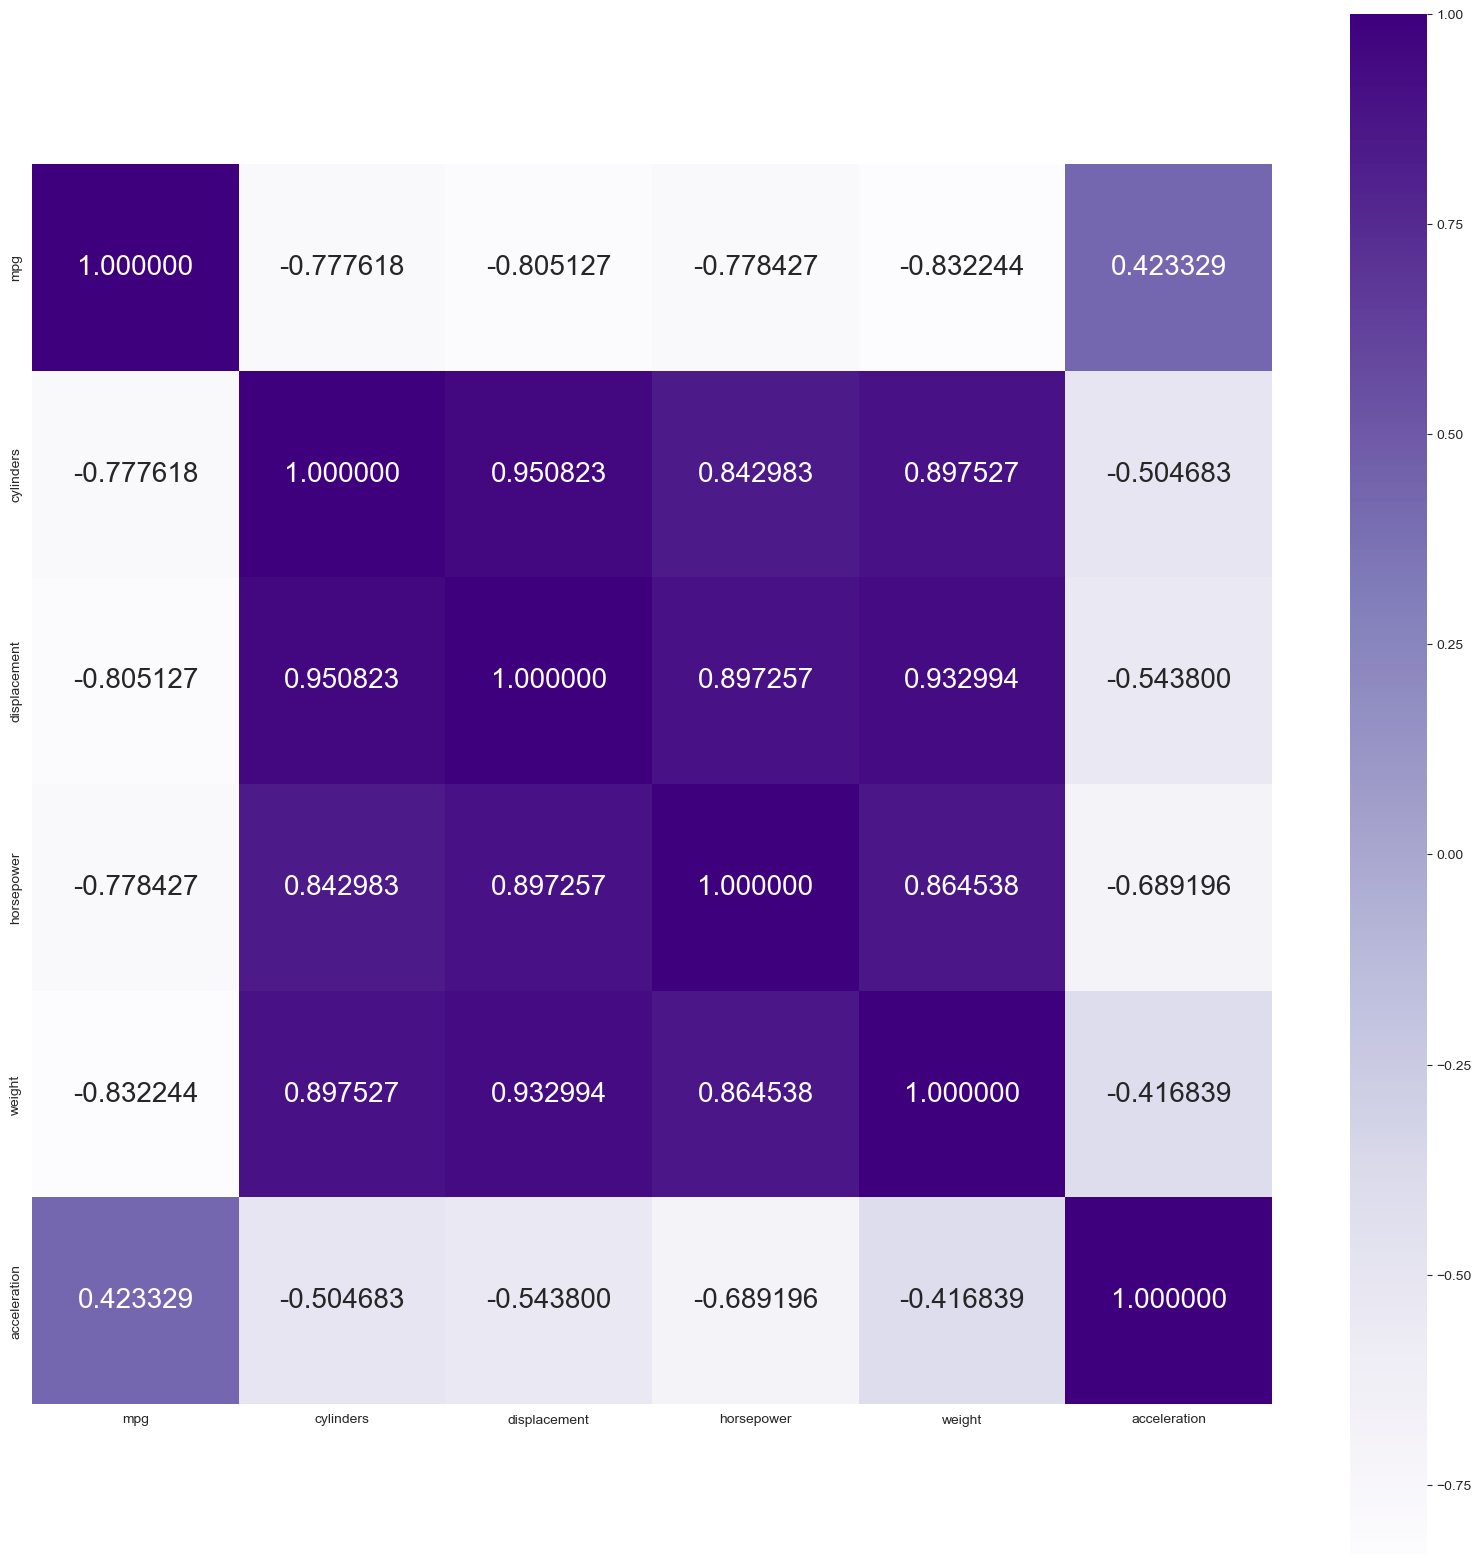 1.00
mpg 1.000000 -0.777618 -0.805127 -0.778427 -0.832244 0.423329
0.75
cylinders -0.777618 1.000000 0.950823 0.842983 0.897527 -0.504683
0.50
displacement -0.805127 0.950823 1.000000 0.897257 0.932994 -0.543800
0.25
0.00
horsepower -0.778427 0.842983 0.897257 1.000000 0.864538 -0.689196
−0.25
weight -0.832244 0.897527 0.932994 0.864538 1.000000 -0.416839
−0.50
acceleration 0.423329 -0.504683 -0.543800 -0.689196 -0.416839 1.000000
mpg cylinders displacement horsepower weight acceleration
−0.75